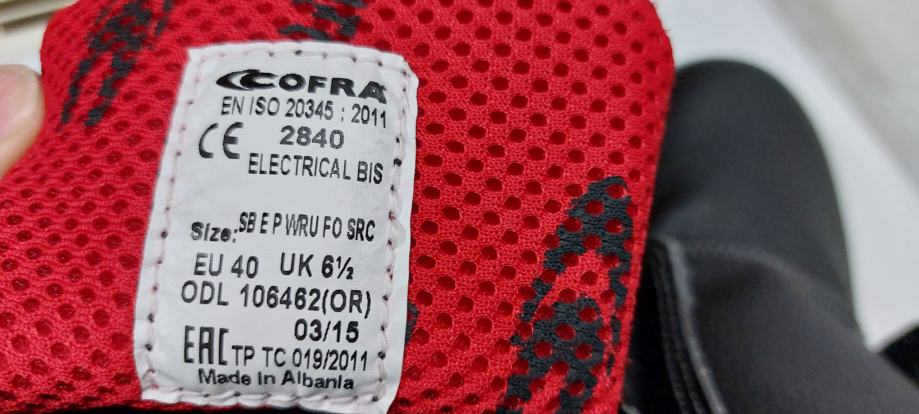 COFRA
EN ISO 20345 : 2011
CE 2840
ELECTRICAL BIS
Size: SB E P WRU FO SRC
EU 40 UK 6½
ODL 106462(OR)
03/15
EAC TP TC 019/2011
Made In Albania